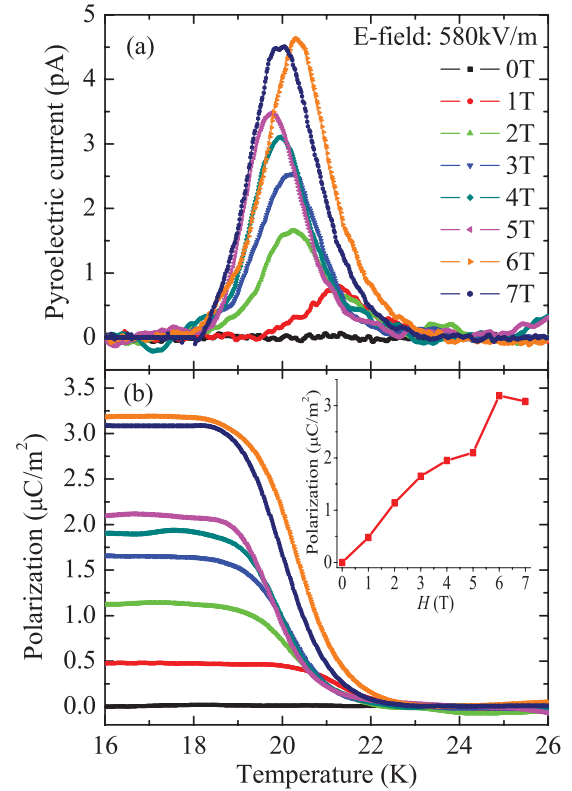 (a)
E-field: 580kV/m
0T
1T
2T
3T
4T
5T
6T
7T
Pyroelectric current (pA)
5
4
3
2
1
0
(b)
Polarization (μC/m²)
3.5
3.0
2.5
2.0
1.5
1.0
0.5
0.0
Polarization (μC/m²)
3
2
1
0
0 1 2 3 4 5 6 7
H (T)
16 18 20 22 24 26
Temperature (K)